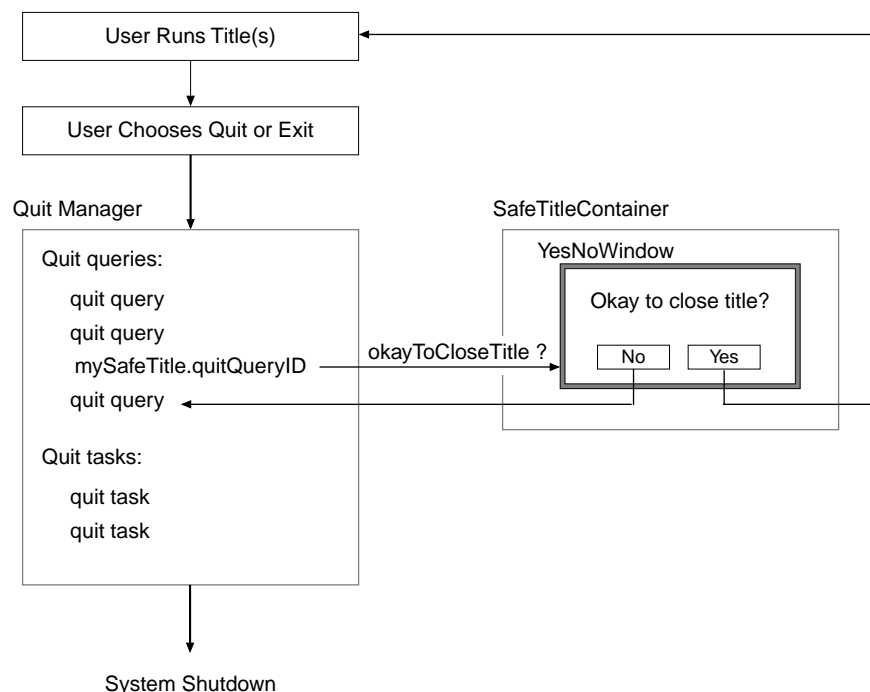 User Runs Title(s)
User Chooses Quit or Exit
Quit Manager
Quit queries:
quit query
quit query
mySafeTitle.quitQueryID
quit query
Quit tasks:
quit task
quit task
System Shutdown
okayToCloseTitle ?
SafeTitleContainer
YesNoWindow
Okay to close title?
No
Yes